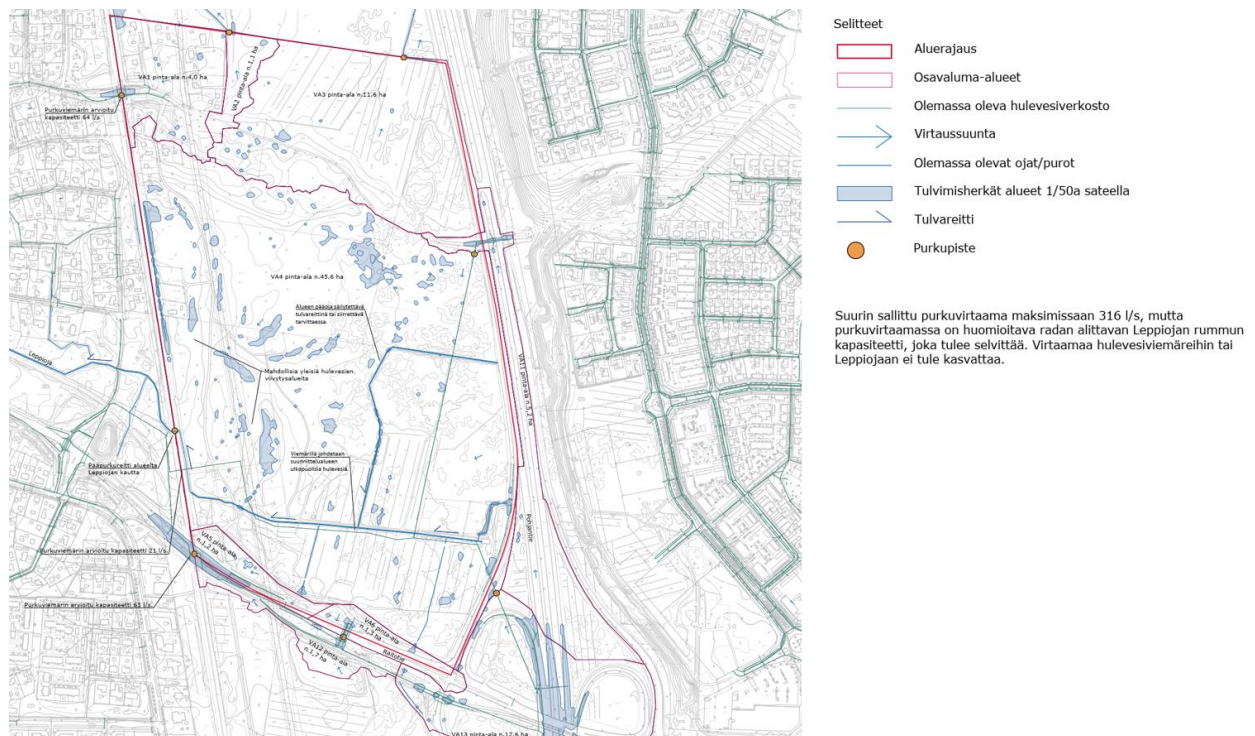 VA1 pinta-ala n.4,0 ha
VA2 pinta-ala n.1,1 ha
VA3 pinta-ala n.11,6 ha
Purkuviemärin arvioitu
kapasiteetti 64 l/s
VA4 pinta-ala n.45,6 ha
Alueen pääoja säilytettävä
tulvareittinä tai siirrettävä
tarvittaessa.
Leppioja
Mahdollisia yleisiä hulevesien
viivytysalueita
VA11 pinta-ala n.5,2 ha
Pääpurkureitti alueelta
Leppiojan kautta
Viemärillä johdetaan
suunnittelualueen
ulkopuolisia hulevesiä.
Pohjantie
Purkuviemärin arvioitu kapasiteetti 21 l/s.
VA5 pinta-ala
n.1,2 ha
Purkuviemärin arvioitu kapasiteetti 63 l/s.
VA6 pinta-ala
n.1,3 ha
Raitotie
VA12 pinta-ala
n.1,7 ha
VA13 pinta-ala n.12,6 ha
Selitteet
Aluerajaus
Osavaluma-alueet
Olemassa oleva hulevesiverkosto
Virtaussuunta
Olemassa olevat ojat/purot
Tulvimisherkät alueet 1/50a sateella
Tulvareitti
Purkupiste
Suurin sallittu purkuvirtaama maksimissaan 316 l/s, mutta
purkuvirtaamassa on huomioitava radan alittavan Leppiojan rummun
kapasiteetti, joka tulee selvittää. Virtaamaa hulevesiviemäreihin tai
Leppiojaan ei tule kasvattaa.